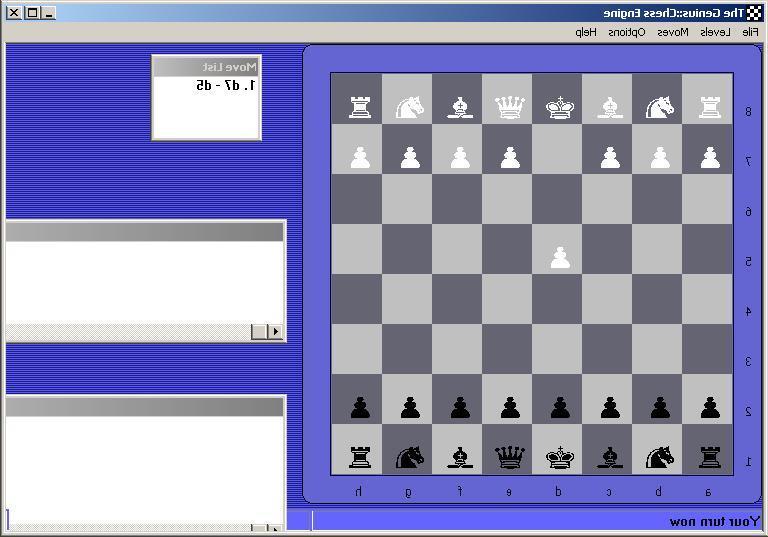 The Genius::Chess Engine
File Levels Moves Options Help
Move List
1. d7 - d5
8
7
6
5
4
3
2
1
a b c d e f g h
Your turn now